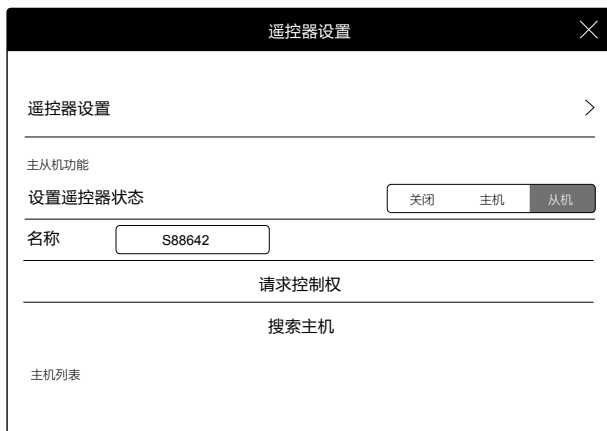 遥控器设置
遥控器设置
主从机功能
设置遥控器状态 关闭 主机 从机
名称 S88642
请求控制权
搜索主机
主机列表